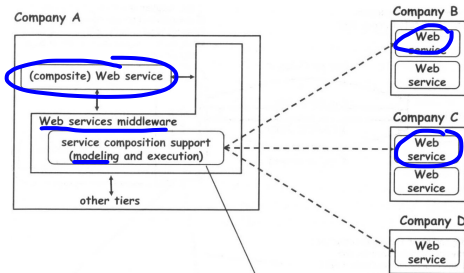 Company A
(composite) Web service
Web services middleware
service composition support
(modeling and execution)
other tiers
Company B
Web
service
Web
service
Company C
Web
service
Web
service
Company D
Web
service